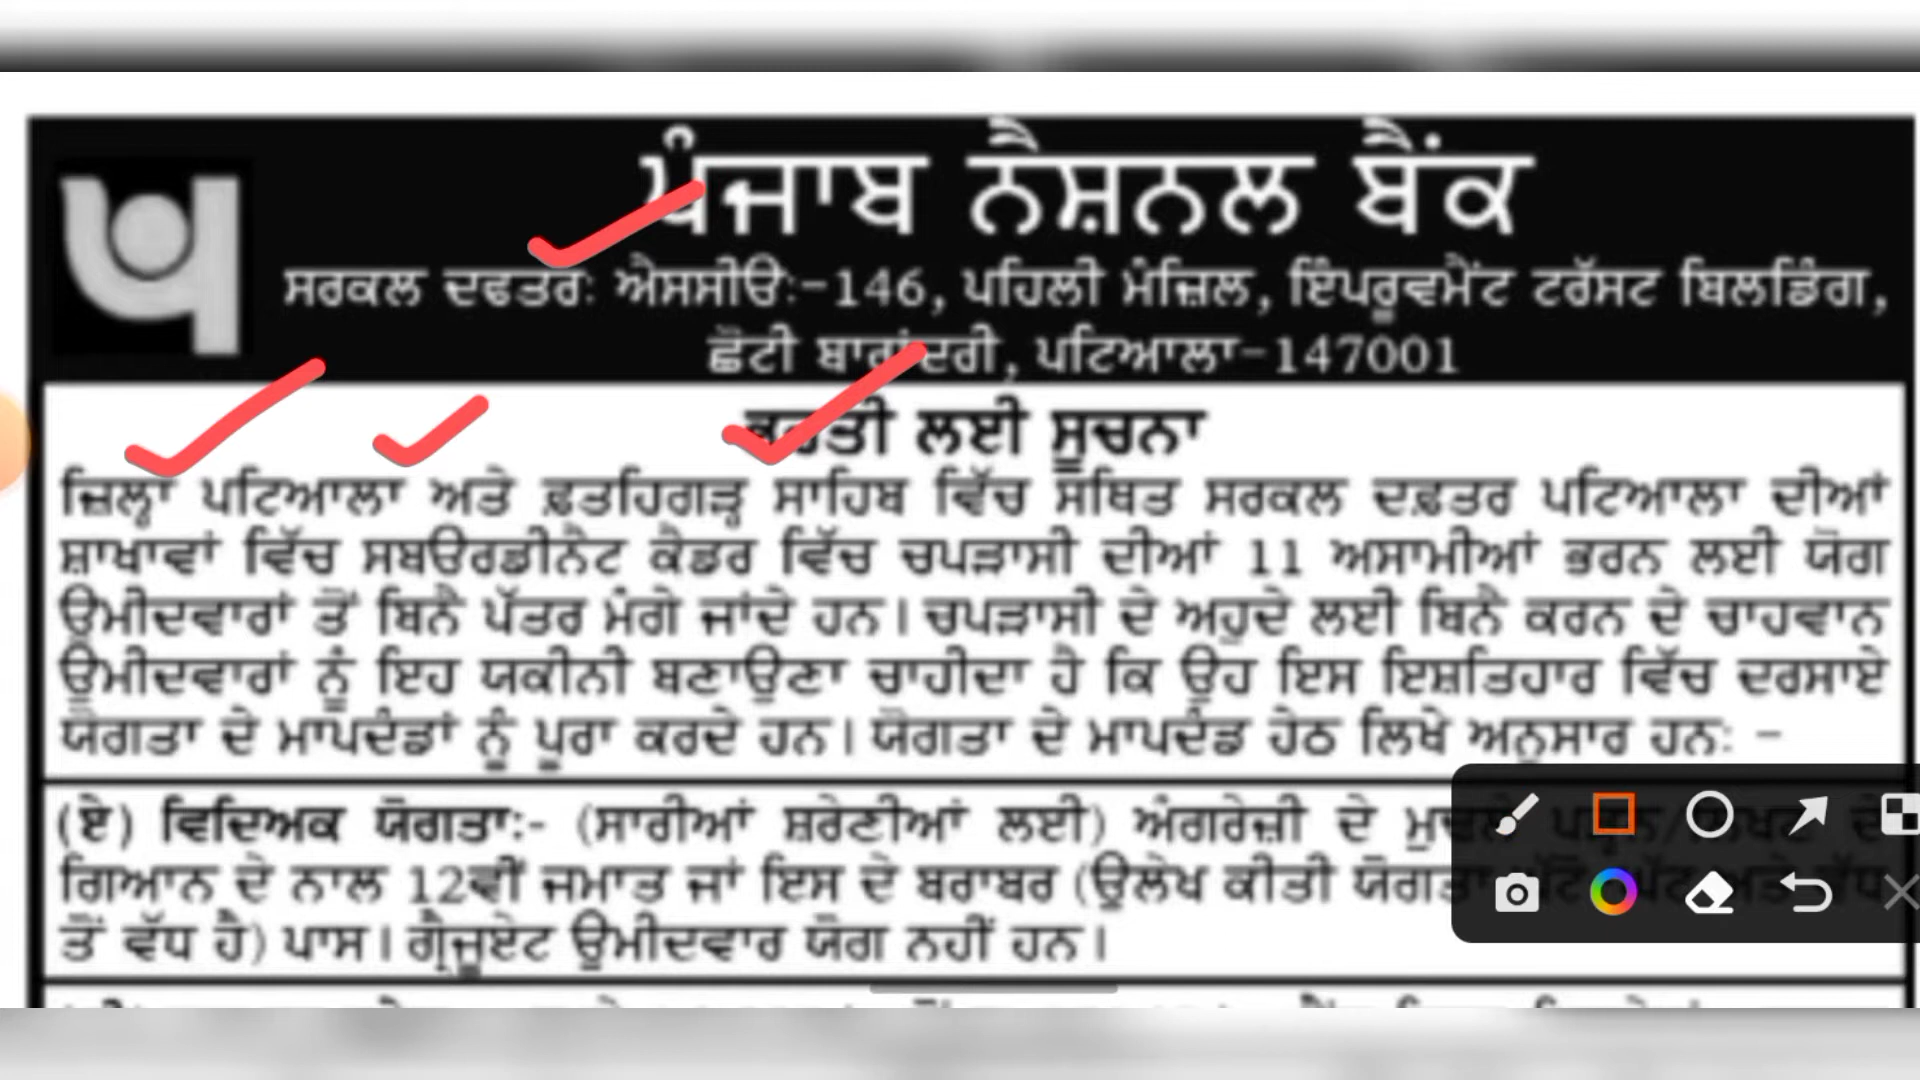 ਪੰਜਾਬ ਨੈਸ਼ਨਲ ਬੈਂਕ
ਸਰਕਲ ਦਫਤਰ: ਐਸਸੀਓ:-146, ਪਹਿਲੀ ਮੰਜ਼ਿਲ, ਇੰਪਰੂਵਮੈਂਟ ਟਰੱਸਟ ਬਿਲਡਿੰਗ,
ਛੋਟੀ ਬਾਰਾਂਦਰੀ, ਪਟਿਆਲਾ-147001
ਭਰਤੀ ਲਈ ਸੂਚਨਾ
ਜ਼ਿਲ੍ਹਾ ਪਟਿਆਲਾ ਅਤੇ ਫ਼ਤਹਿਗੜ੍ਹ ਸਾਹਿਬ ਵਿੱਚ ਸਥਿਤ ਸਰਕਲ ਦਫ਼ਤਰ ਪਟਿਆਲਾ ਦੀਆਂ
ਸ਼ਾਖਾਵਾਂ ਵਿੱਚ ਸਬਓਰਡੀਨੇਟ ਕੈਡਰ ਵਿੱਚ ਚਪੜਾਸੀ ਦੀਆਂ 11 ਅਸਾਮੀਆਂ ਭਰਨ ਲਈ ਯੋਗ
ਉਮੀਦਵਾਰਾਂ ਤੋਂ ਬਿਨੈ ਪੱਤਰ ਮੰਗੇ ਜਾਂਦੇ ਹਨ। ਚਪੜਾਸੀ ਦੇ ਅਹੁਦੇ ਲਈ ਬਿਨੈ ਕਰਨ ਦੇ ਚਾਹਵਾਨ
ਉਮੀਦਵਾਰਾਂ ਨੂੰ ਇਹ ਯਕੀਨੀ ਬਣਾਉਣਾ ਚਾਹੀਦਾ ਹੈ ਕਿ ਉਹ ਇਸ ਇਸ਼ਤਿਹਾਰ ਵਿੱਚ ਦਰਸਾਏ
ਯੋਗਤਾ ਦੇ ਮਾਪਦੰਡਾਂ ਨੂੰ ਪੂਰਾ ਕਰਦੇ ਹਨ। ਯੋਗਤਾ ਦੇ ਮਾਪਦੰਡ ਹੇਠ ਲਿਖੇ ਅਨੁਸਾਰ ਹਨ: -
(ਏ) ਵਿਦਿਅਕ ਯੋਗਤਾ:- (ਸਾਰੀਆਂ ਸ਼ਰੇਣੀਆਂ ਲਈ) ਅੰਗਰੇਜ਼ੀ ਦੇ
ਗਿਆਨ ਦੇ ਨਾਲ 12ਵੀਂ ਜਮਾਤ ਜਾਂ ਇਸ ਦੇ ਬਰਾਬਰ (ਉਲੇਖ ਕੀਤੀ ਯੋਗਤਾ
ਤੋਂ ਵੱਧ ਹੈ) ਪਾਸ। ਗ੍ਰੈਜੂਏਟ ਉਮੀਦਵਾਰ ਯੋਗ ਨਹੀਂ ਹਨ।